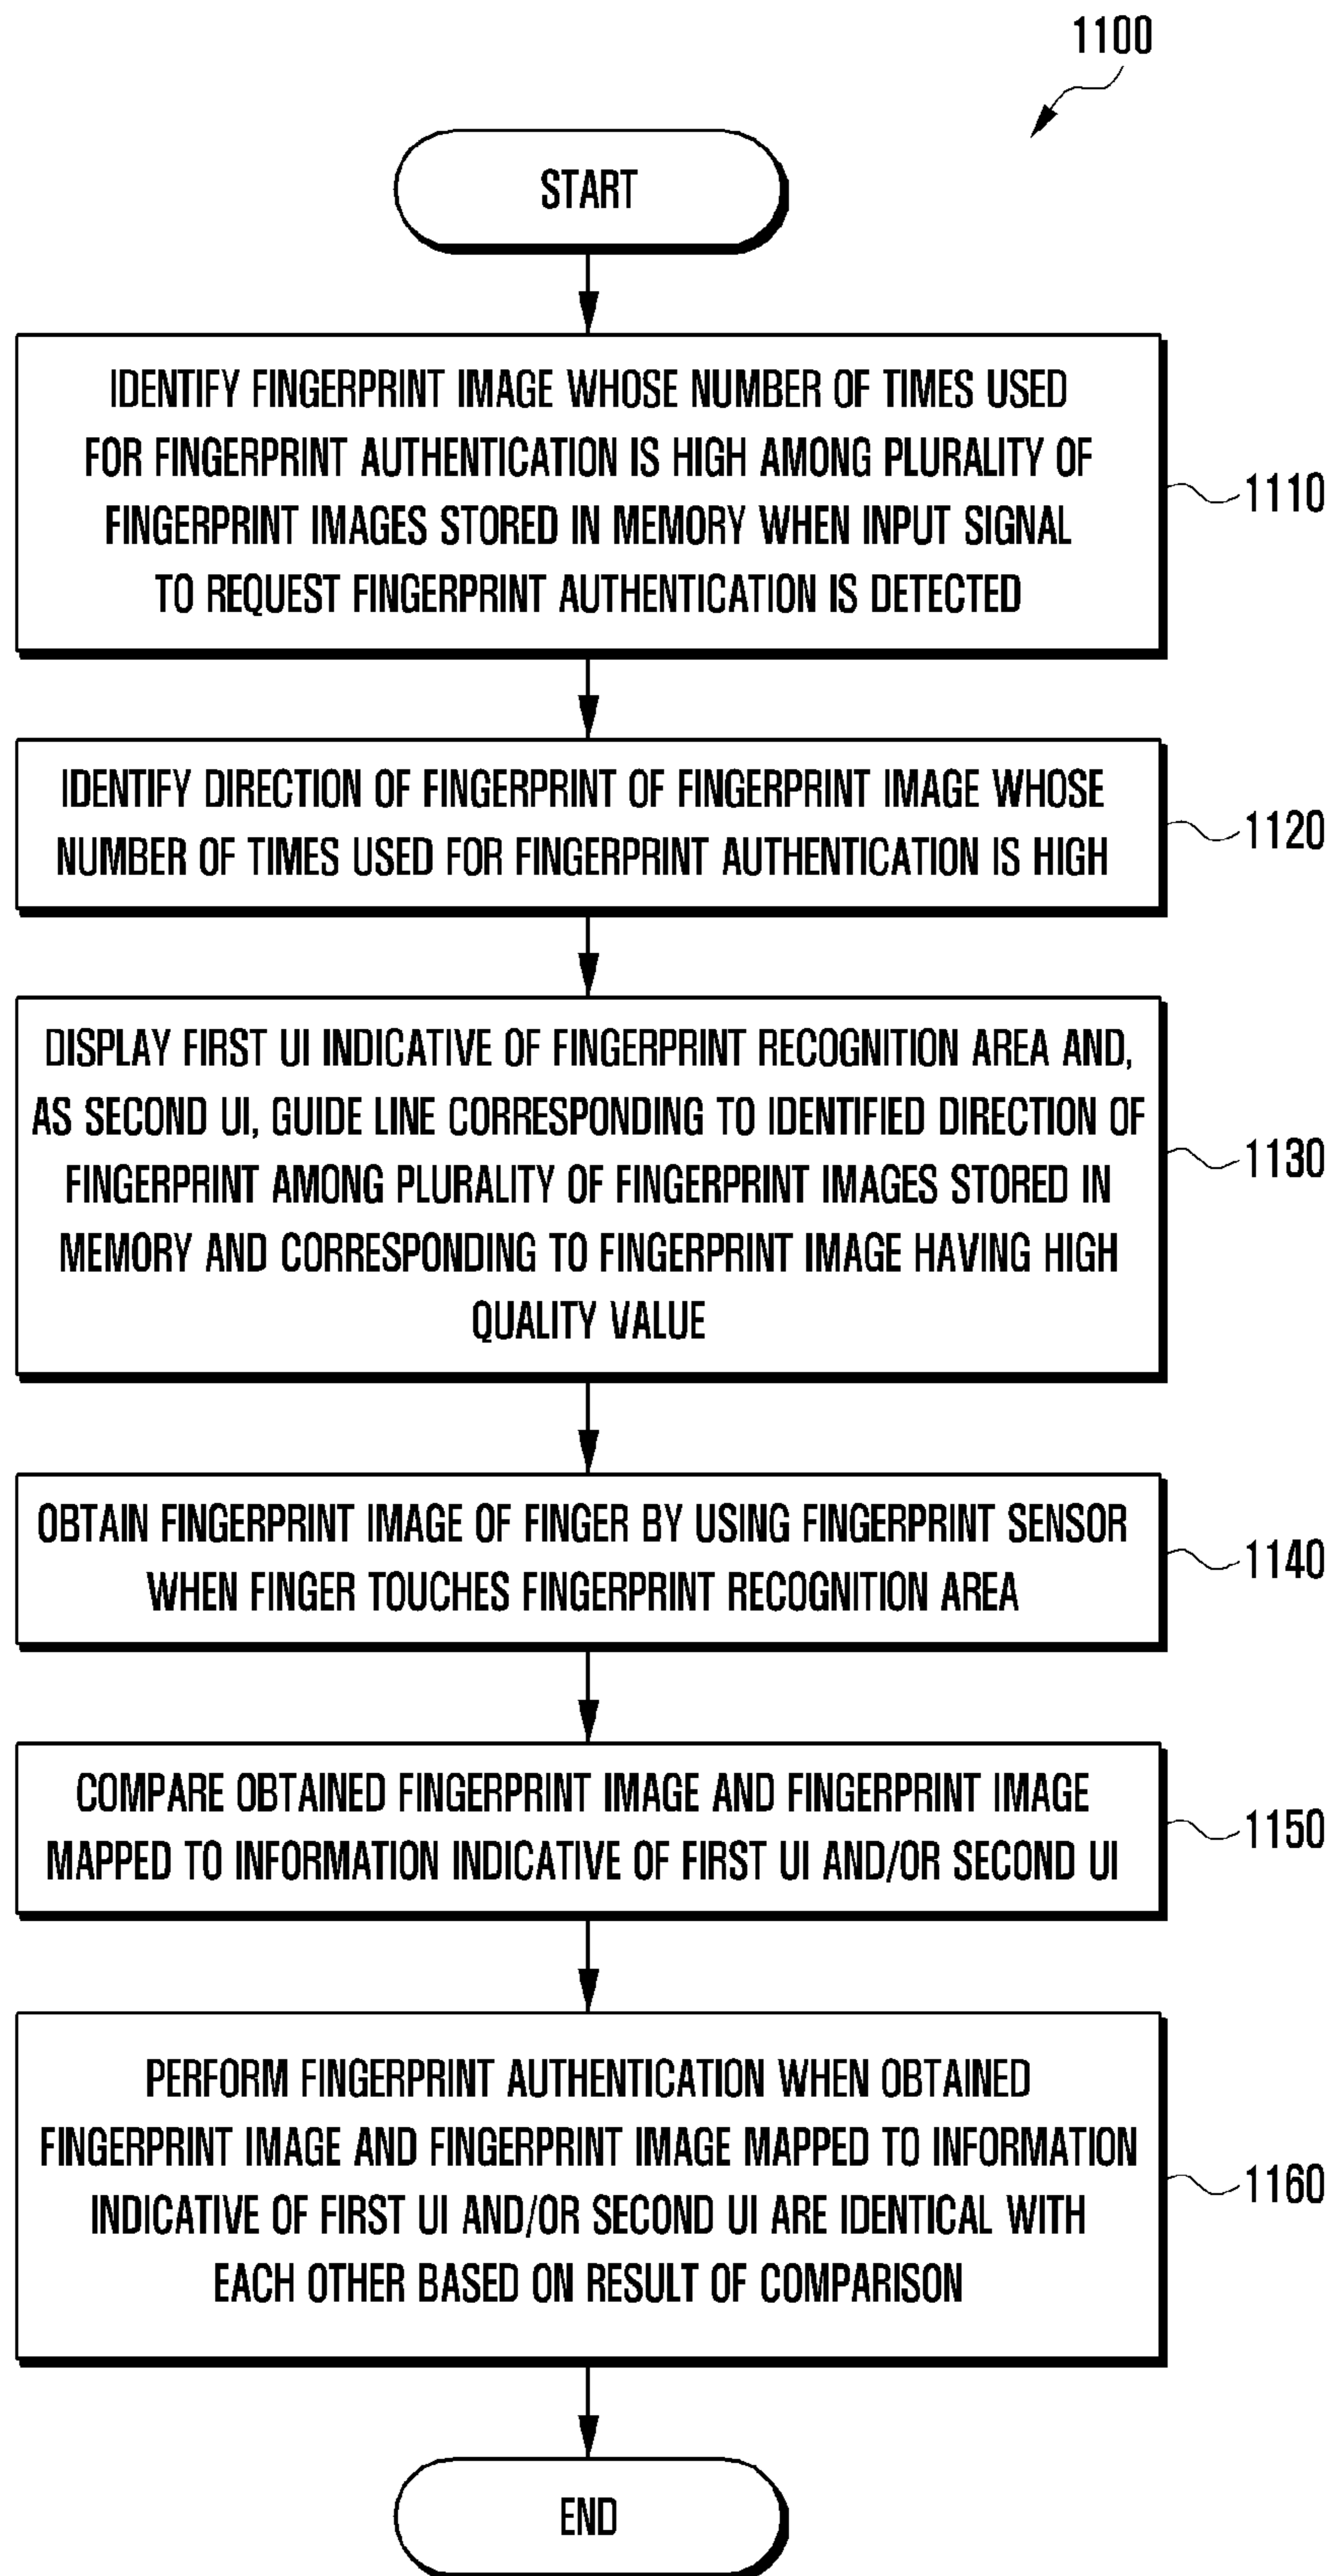 1100
START
IDENTIFY FINGERPRINT IMAGE WHOSE NUMBER OF TIMES USED
FOR FINGERPRINT AUTHENTICATION IS HIGH AMONG PLURALITY OF
FINGERPRINT IMAGES STORED IN MEMORY WHEN INPUT SIGNAL
TO REQUEST FINGERPRINT AUTHENTICATION IS DETECTED
1110
IDENTIFY DIRECTION OF FINGERPRINT OF FINGERPRINT IMAGE WHOSE
NUMBER OF TIMES USED FOR FINGERPRINT AUTHENTICATION IS HIGH
1120
DISPLAY FIRST UI INDICATIVE OF FINGERPRINT RECOGNITION AREA AND,
AS SECOND UI, GUIDE LINE CORRESPONDING TO IDENTIFIED DIRECTION OF
FINGERPRINT AMONG PLURALITY OF FINGERPRINT IMAGES STORED IN
MEMORY AND CORRESPONDING TO FINGERPRINT IMAGE HAVING HIGH
QUALITY VALUE
1130
OBTAIN FINGERPRINT IMAGE OF FINGER BY USING FINGERPRINT SENSOR
WHEN FINGER TOUCHES FINGERPRINT RECOGNITION AREA
1140
COMPARE OBTAINED FINGERPRINT IMAGE AND FINGERPRINT IMAGE
MAPPED TO INFORMATION INDICATIVE OF FIRST UI AND/OR SECOND UI
1150
PERFORM FINGERPRINT AUTHENTICATION WHEN OBTAINED
FINGERPRINT IMAGE AND FINGERPRINT IMAGE MAPPED TO INFORMATION
INDICATIVE OF FIRST UI AND/OR SECOND UI ARE IDENTICAL WITH
EACH OTHER BASED ON RESULT OF COMPARISON
1160
END